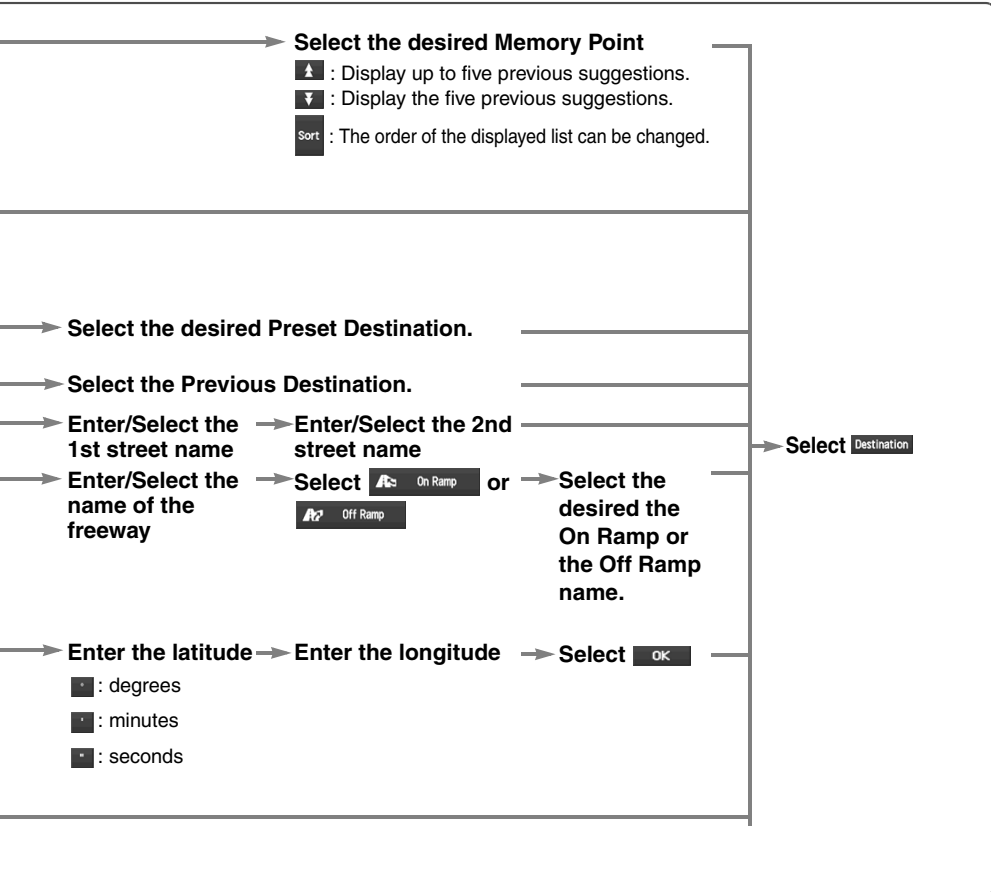 Select the desired Memory Point
: Display up to five previous suggestions.
: Display the five previous suggestions.
Sort : The order of the displayed list can be changed.
Select the desired Preset Destination.
Select the Previous Destination.
Enter/Select the
1st street name
Enter/Select the 2nd
street name
Select Destination
Enter/Select the
name of the
freeway
Select On Ramp or
Off Ramp
Select the
desired the
On Ramp or
the Off Ramp
name.
Enter the latitude
° : degrees
' : minutes
" : seconds
Enter the longitude
Select OK